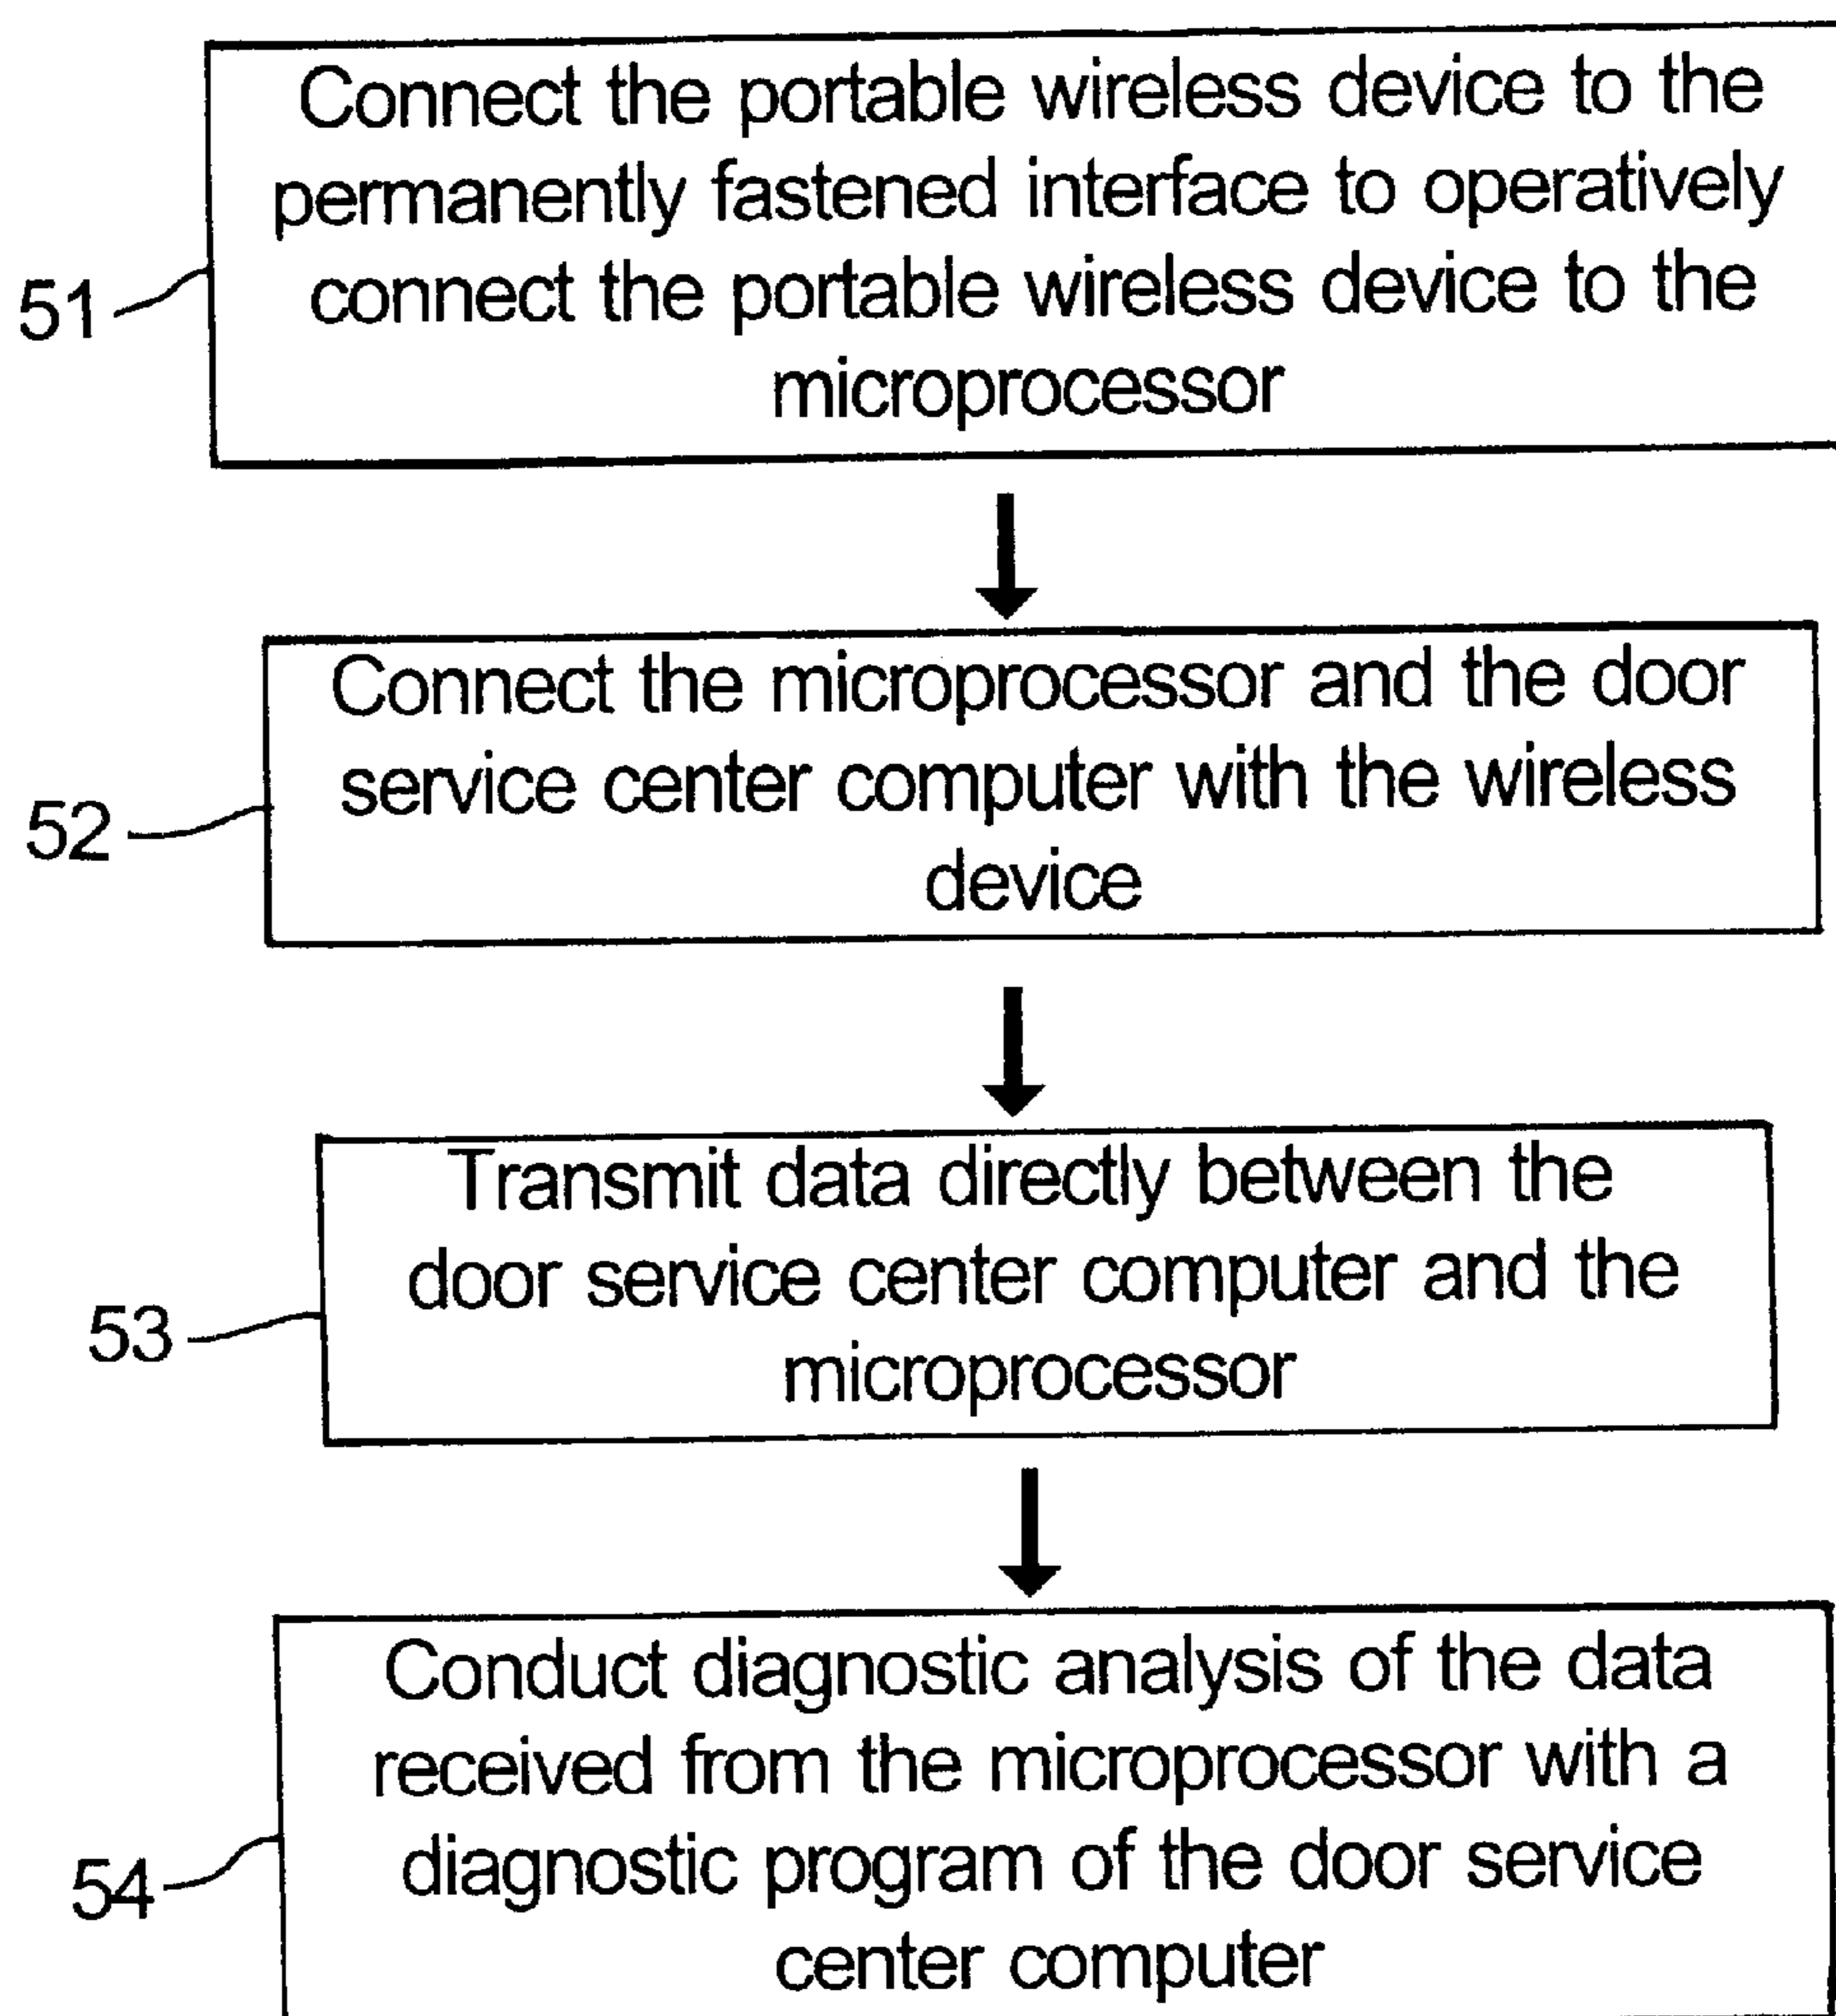 Connect the portable wireless device to the
permanently fastened interface to operatively
connect the portable wireless device to the
microprocessor
51
Connect the microprocessor and the door
service center computer with the wireless
device
52
Transmit data directly between the
door service center computer and the
microprocessor
53
Conduct diagnostic analysis of the data
received from the microprocessor with a
diagnostic program of the door service
center computer
54